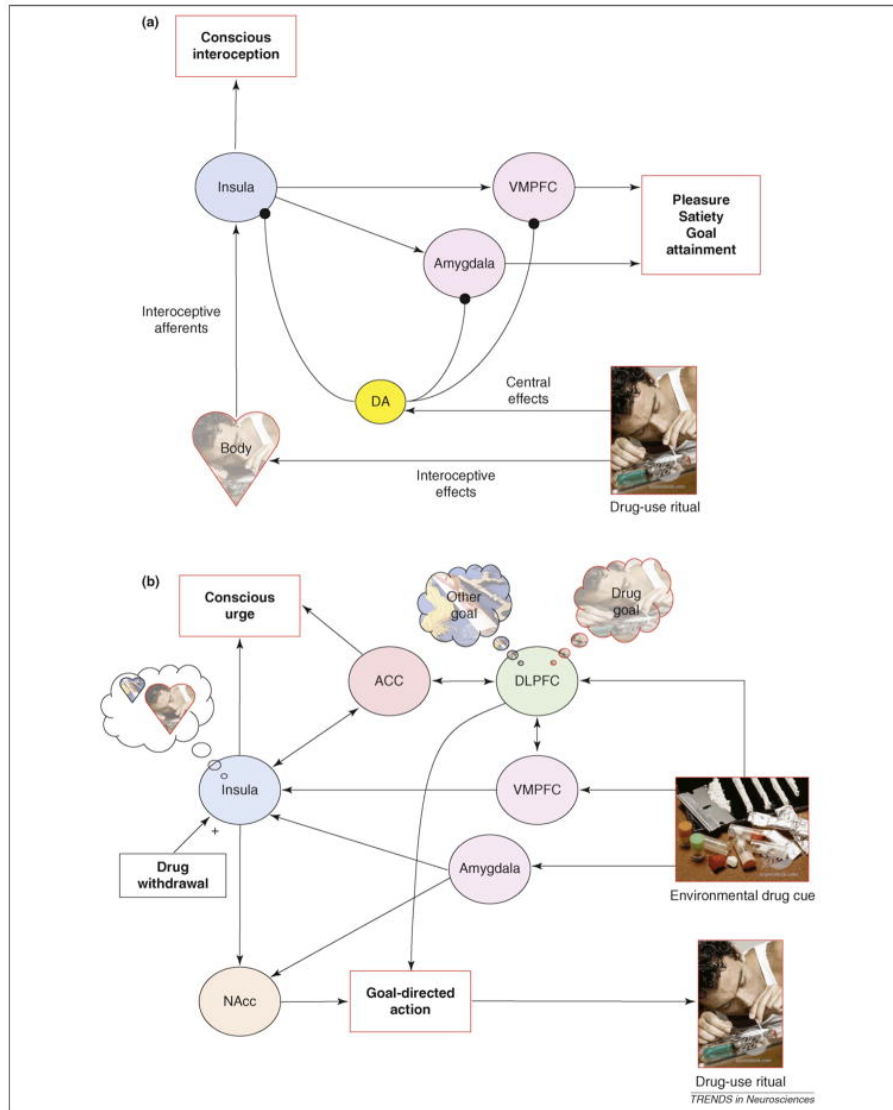 (a)
Conscious
interoception
Insula
VMPFC
Pleasure
Satiety
Goal
attainment
Amygdala
Interoceptive
afferents
DA
Central
effects
Body
Interoceptive
effects
Drug-use ritual
(b)
Conscious
urge
Other
goal
Drug
goal
ACC
DLPFC
Insula
VMPFC
+
Drug
withdrawal
Amygdala
Environmental drug cue
NAcc
Goal-directed
action
Drug-use ritual
TRENDS in Neurosciences